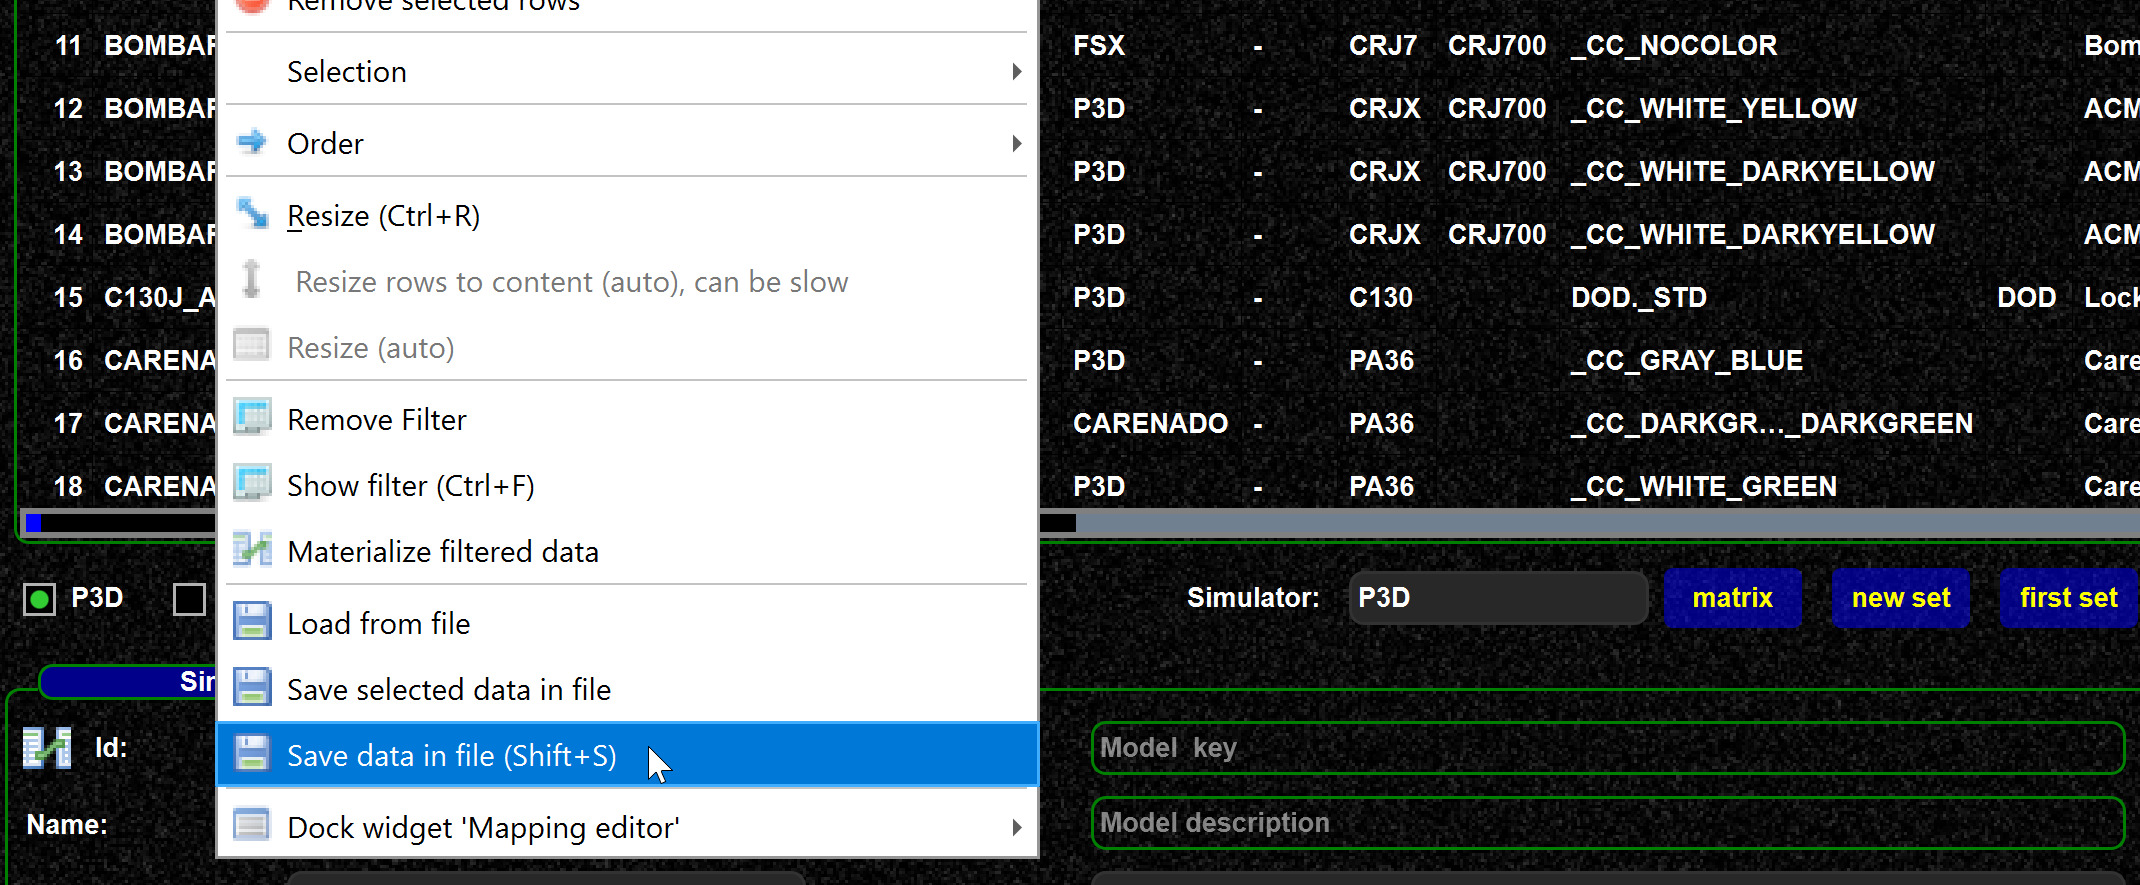 Remove selected rows
11 BOMBAR FSX - CRJ7 CRJ700 _CC_NOCOLOR Bom
Selection
12 BOMBAR P3D - CRJX CRJ700 _CC_WHITE_YELLOW ACM
Order
13 BOMBAR P3D - CRJX CRJ700 _CC_WHITE_DARKYELLOW ACM
Resize (Ctrl+R)
14 BOMBAR P3D - CRJX CRJ700 _CC_WHITE_DARKYELLOW ACM
Resize rows to content (auto), can be slow
15 C130J_A P3D - C130 DOD._STD DOD Lock
Resize (auto)
16 CARENA P3D - PA36 _CC_GRAY_BLUE Care
Remove Filter
17 CARENA CARENADO - PA36 _CC_DARKGR..._DARKGREEN Care
Show filter (Ctrl+F)
18 CARENA P3D - PA36 _CC_WHITE_GREEN Care
Materialize filtered data
P3D Simulator: P3D matrix new set first set
Load from file
Sim
Save selected data in file
Id: Model key
Save data in file (Shift+S)
Name: Model description
Dock widget 'Mapping editor'